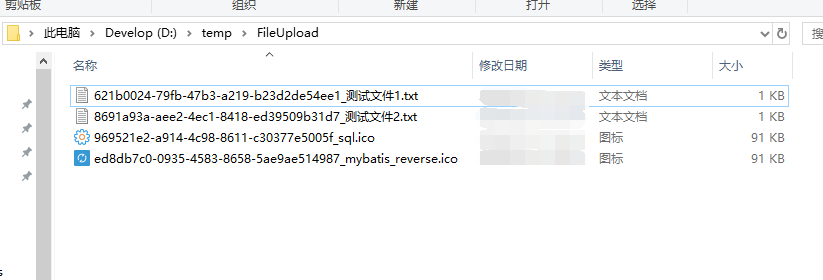 剪贴板 组织 新建 打开 选择
此电脑 Develop (D:) temp FileUpload 搜
名称 修改日期 类型 大小
621b0024-79fb-47b3-a219-b23d2de54ee1_测试文件1.txt 文本文档 1 KB
8691a93a-aee2-4ec1-8418-ed39509b31d7_测试文件2.txt 文本文档 1 KB
969521e2-a914-4c98-8611-c30377e5005f_sql.ico 图标 91 KB
ed8db7c0-0935-4583-8658-5ae9ae514987_mybatis_reverse.ico 图标 91 KB
s